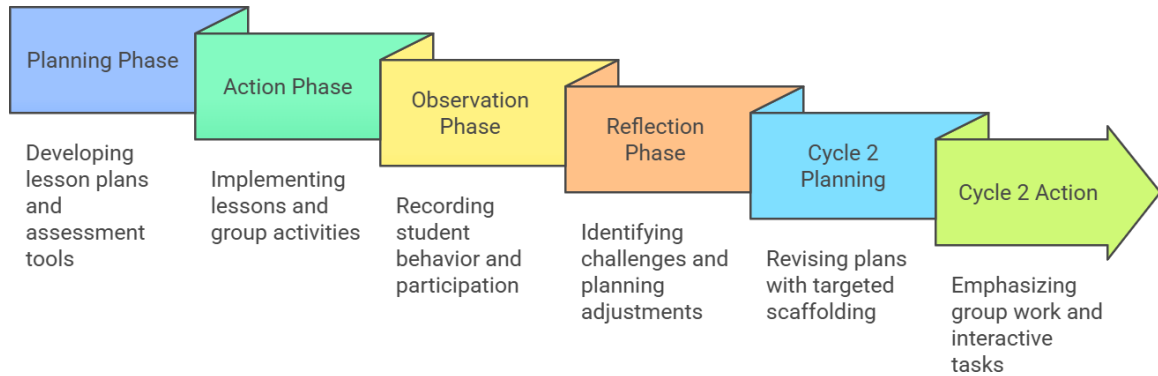 Planning Phase
Developing
lesson plans
and
assessment
tools
Action Phase
Implementing
lessons and
group activities
Observation
Phase
Recording
student
behavior and
participation
Reflection
Phase
Identifying
challenges and
planning
adjustments
Cycle 2
Planning
Revising plans
with targeted
scaffolding
Cycle 2 Action
Emphasizing
group work and
interactive
tasks